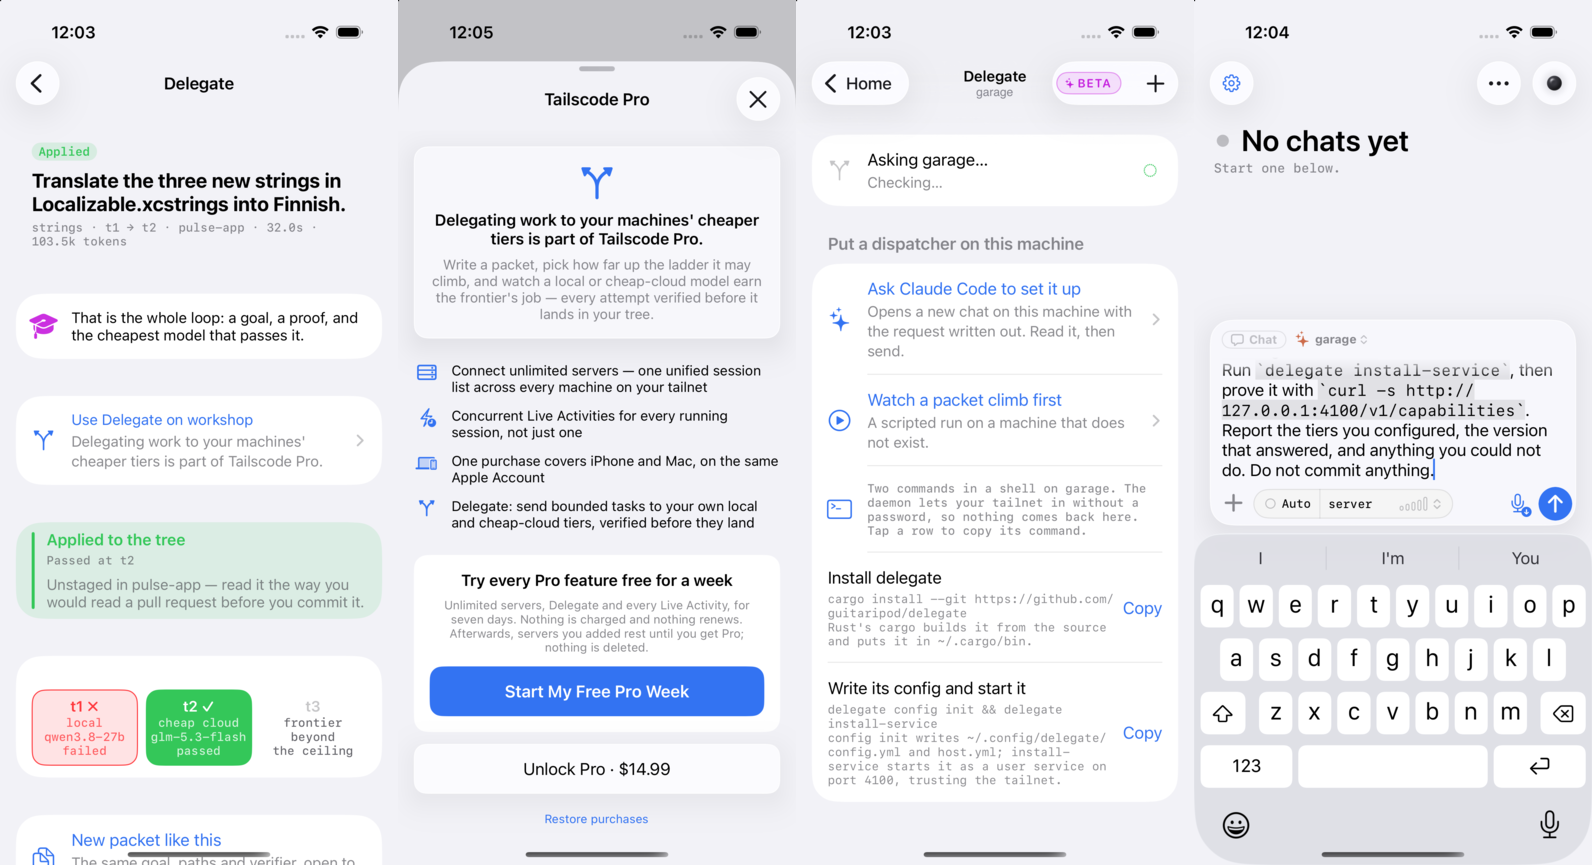 12:03
Delegate
Applied
Translate the three new strings in
Localizable.xcstrings into Finnish.
strings · t1 → t2 · pulse-app · 32.0s ·
103.5k tokens
That is the whole loop: a goal, a proof, and
the cheapest model that passes it.
Use Delegate on workshop
Delegating work to your machines'
cheaper tiers is part of Tailscode Pro.
Applied to the tree
Passed at t2
Unstaged in pulse-app — read it the way you
would read a pull request before you commit it.
t1 ✕
local
qwen3.8-27b
failed
t2 ✓
cheap cloud
glm-5.3-flash
passed
t3
frontier
beyond
the ceiling
New packet like this
The same goal, paths and verifier, open to
12:05
Tailscode Pro
Delegating work to your machines' cheaper
tiers is part of Tailscode Pro.
Write a packet, pick how far up the ladder it may
climb, and watch a local or cheap-cloud model earn
the frontier's job — every attempt verified before it
lands in your tree.
Connect unlimited servers — one unified session
list across every machine on your tailnet
Concurrent Live Activities for every running
session, not just one
One purchase covers iPhone and Mac, on the same
Apple Account
Delegate: send bounded tasks to your own local
and cheap-cloud tiers, verified before they land
Try every Pro feature free for a week
Unlimited servers, Delegate and every Live Activity, for
seven days. Nothing is charged and nothing renews.
Afterwards, servers you added rest until you get Pro;
nothing is deleted.
Start My Free Pro Week
Unlock Pro · $14.99
Restore purchases
12:03
Home
Delegate
garage
BETA
Asking garage...
Checking...
Put a dispatcher on this machine
Ask Claude Code to set it up
Opens a new chat on this machine with
the request written out. Read it, then
send.
Watch a packet climb first
A scripted run on a machine that does
not exist.
Two commands in a shell on garage. The
daemon lets your tailnet in without a
password, so nothing comes back here.
Tap a row to copy its command.
Install delegate
cargo install --git https://github.com/
guitaripod/delegate
Rust's cargo builds it from the source
and puts it in ~/.cargo/bin.
Copy
Write its config and start it
delegate config init && delegate
install-service
config init writes ~/.config/delegate/
config.yml and host.yml; install-
service starts it as a user service on
port 4100, trusting the tailnet.
Copy
12:04
No chats yet
Start one below.
Chat
garage
Run `delegate install-service`, then
prove it with `curl -s http://
127.0.0.1:4100/v1/capabilities`.
Report the tiers you configured, the version
that answered, and anything you could not
do. Do not commit anything.
Auto
server
I
I'm
You
q w e r t y u i o p
a s d f g h j k l
z x c v b n m
123